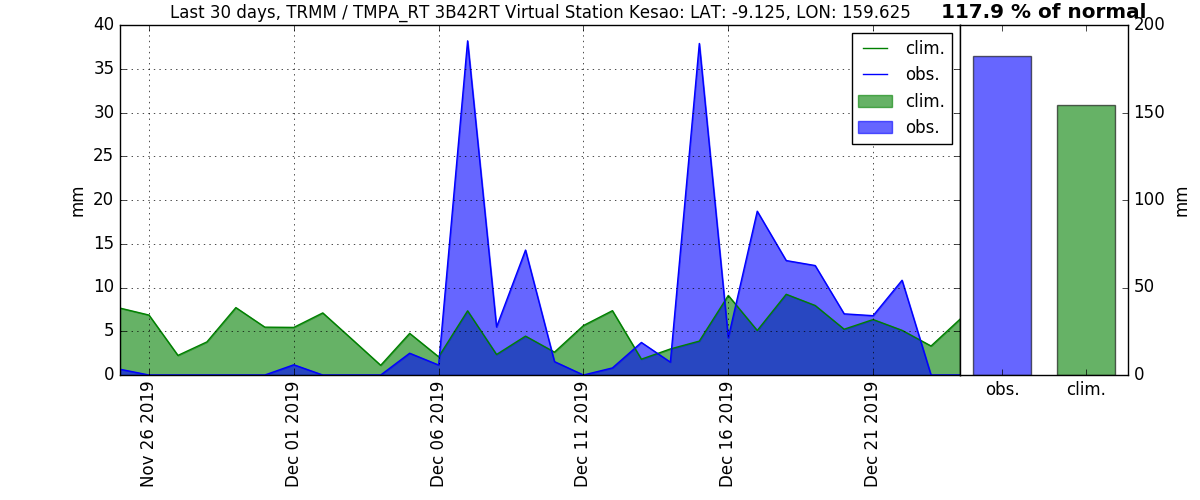 Last 30 days, TRMM / TMPA_RT 3B42RT Virtual Station Kesao: LAT: -9.125, LON: 159.625
117.9 % of normal
40
35
30
25
20
15
10
5
0
mm
clim.
obs.
clim.
obs.
200
150
100
50
0
mm
Nov 26 2019
Dec 01 2019
Dec 06 2019
Dec 11 2019
Dec 16 2019
Dec 21 2019
obs.
clim.